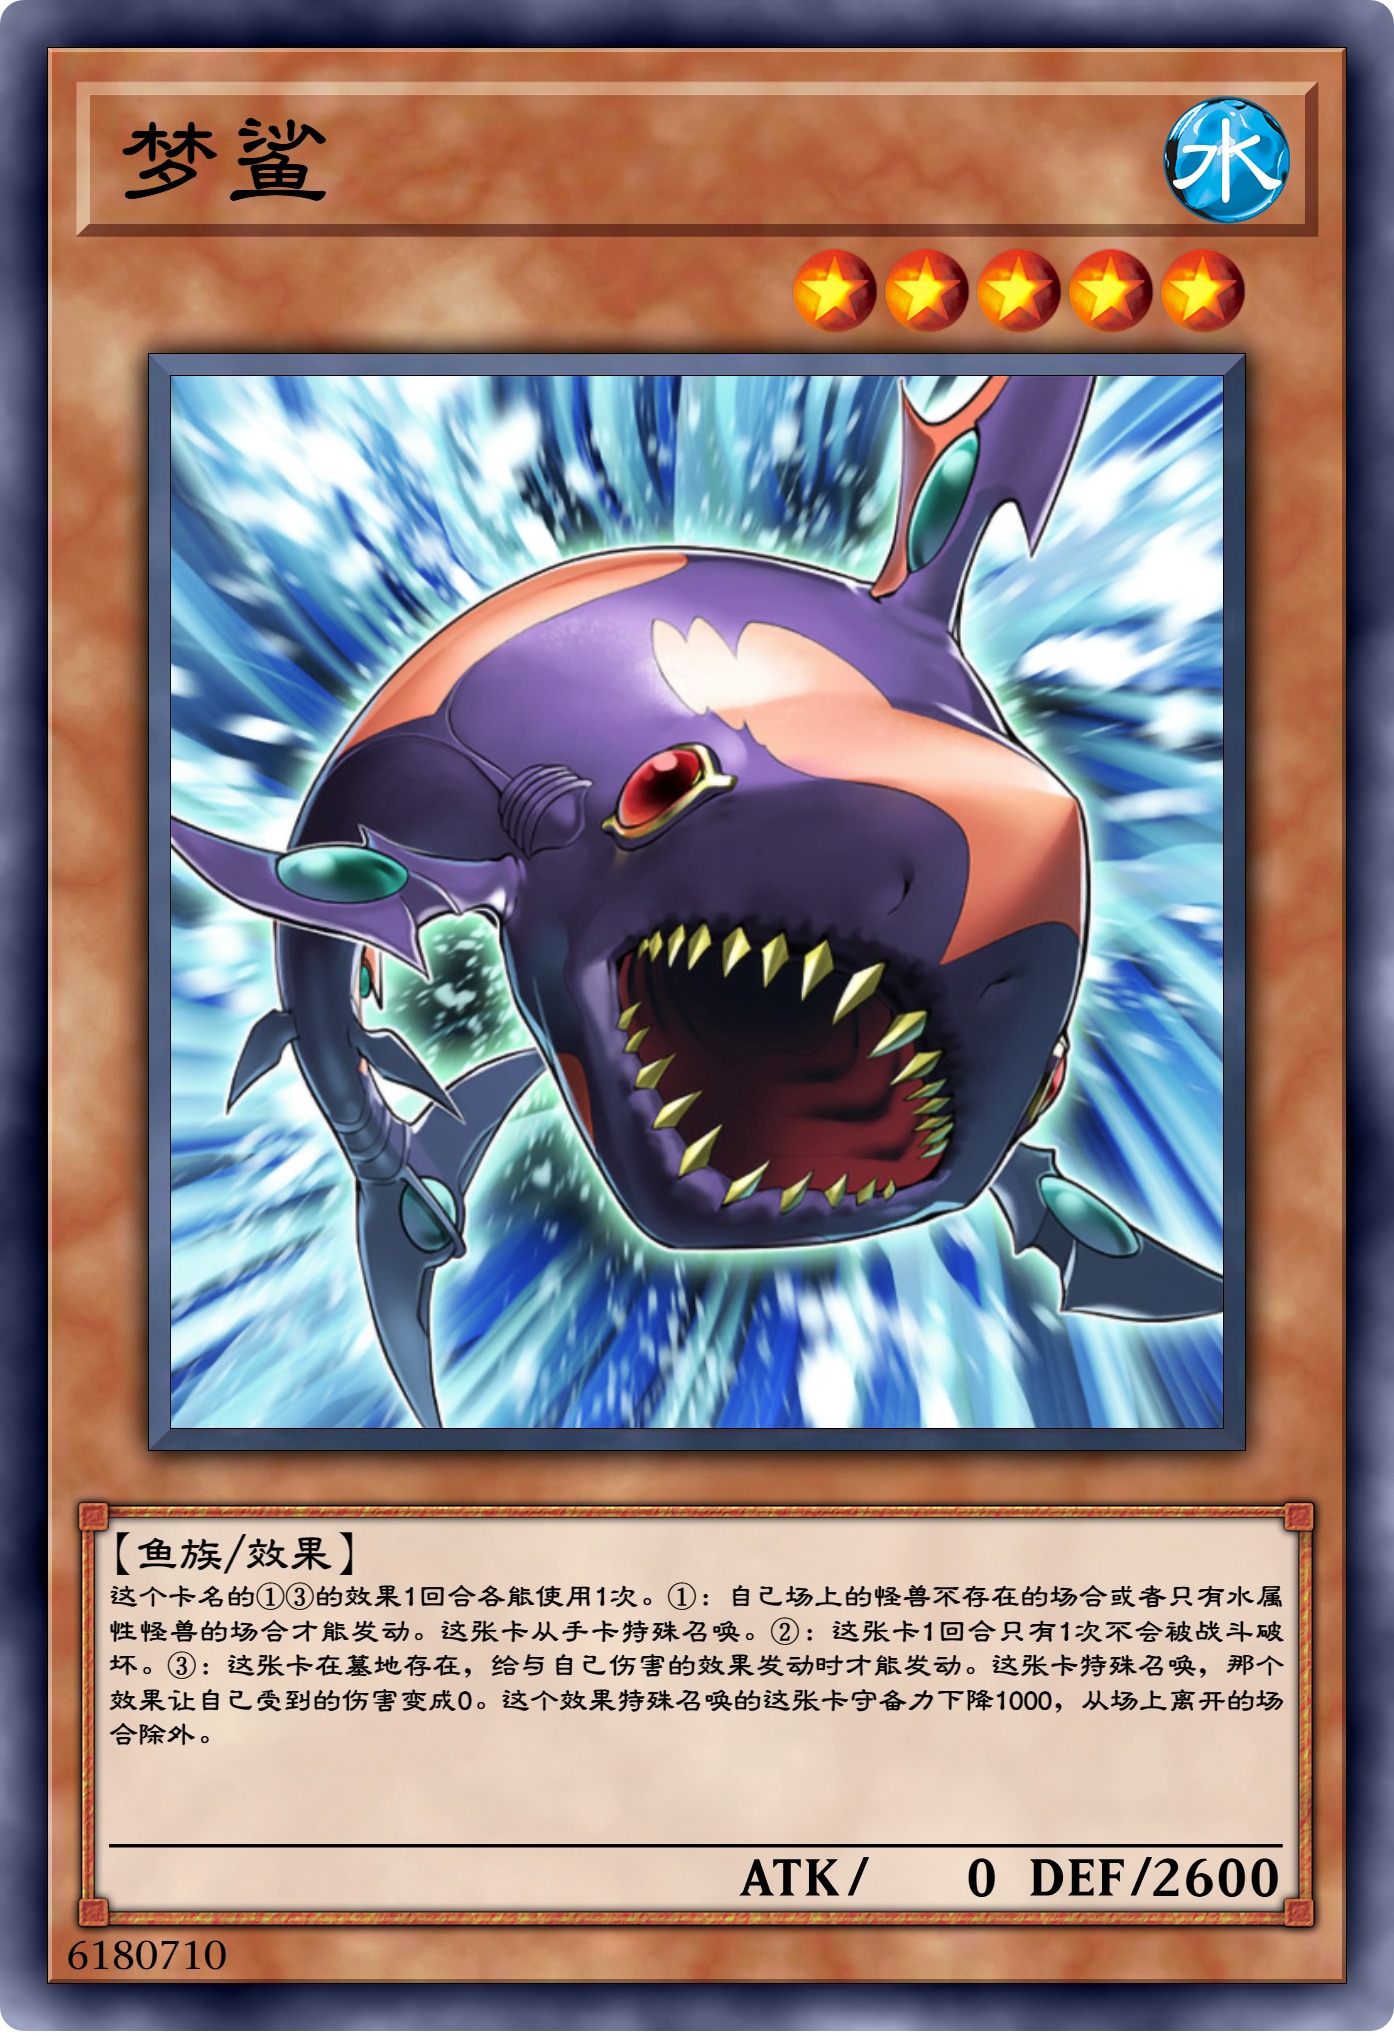 梦鲨
水
【鱼族/效果】
这个卡名的①③的效果1回合各能使用1次。①：自己场上的怪兽不存在的场合或者只有水属
性怪兽的场合才能发动。这张卡从手卡特殊召唤。②：这张卡1回合只有1次不会被战斗破
坏。③：这张卡在墓地存在，给与自己伤害的效果发动时才能发动。这张卡特殊召唤，那个
效果让自己受到的伤害变成0。这个效果特殊召唤的这张卡守备力下降1000，从场上离开的场
合除外。
ATK/ 0 DEF/2600
6180710